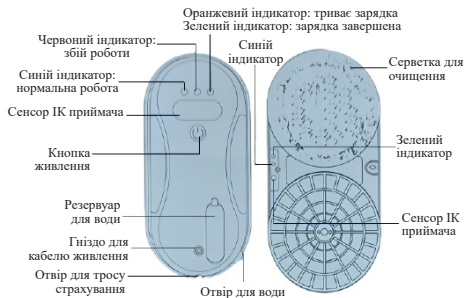 Оранжевий індикатор: триває зарядка
Зелений індикатор: зарядка завершена
Червоний індикатор:
збій роботи
Синій
індикатор
Серветка для
очищення
Синій індикатор:
нормальна робота
Сенсор ІК приймача
Кнопка
живлення
Зелений
індикатор
Резервуар
для води
Сенсор ІК
приймача
Гніздо для
кабелю живлення
Отвір для тросу
страхування
Отвір для води